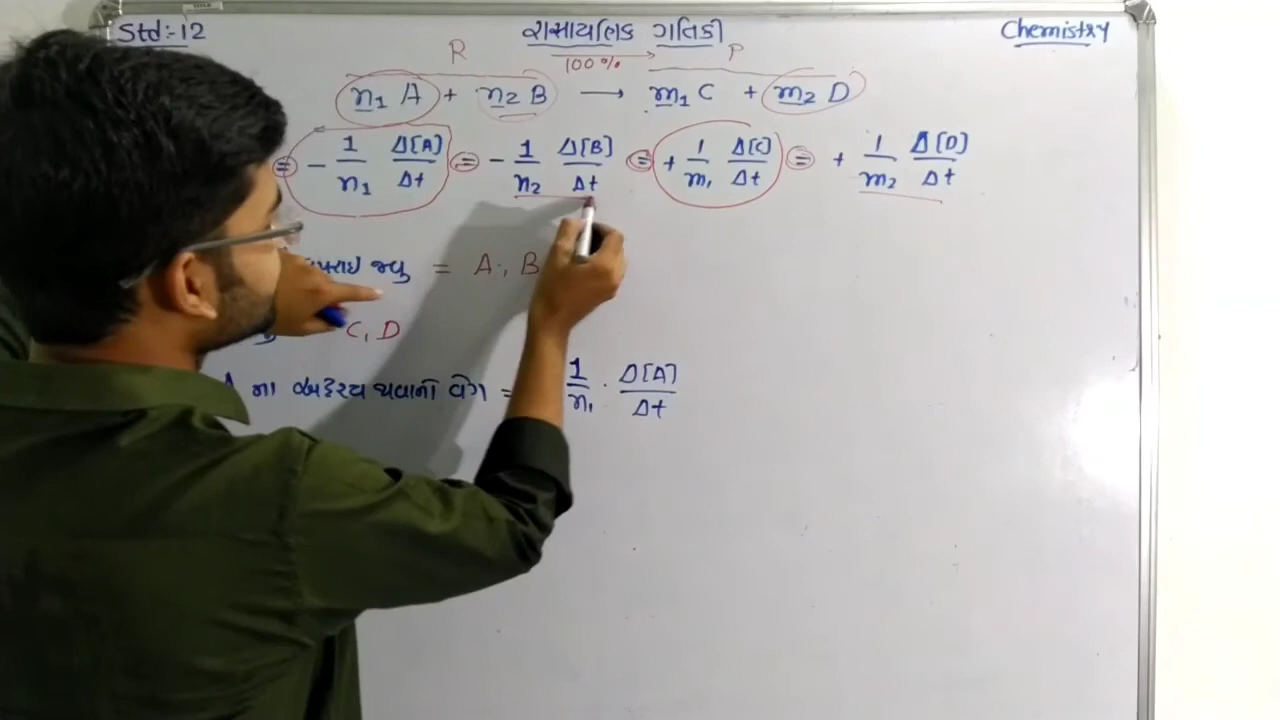 Std:-12 રાસાયણિક ગતિકી Chemistry
R 100% P
n₁ A + n₂ B ⟶ m₁ C + m₂ D
= - 1/n₁ Δ[A]/Δt = - 1/n₂ Δ[B]/Δt = + 1/m₁ Δ[C]/Δt = + 1/m₂ Δ[D]/Δt
= A, B
C, D
A ના થવાનો વેગ = 1/n₁ · Δ[A]/Δt